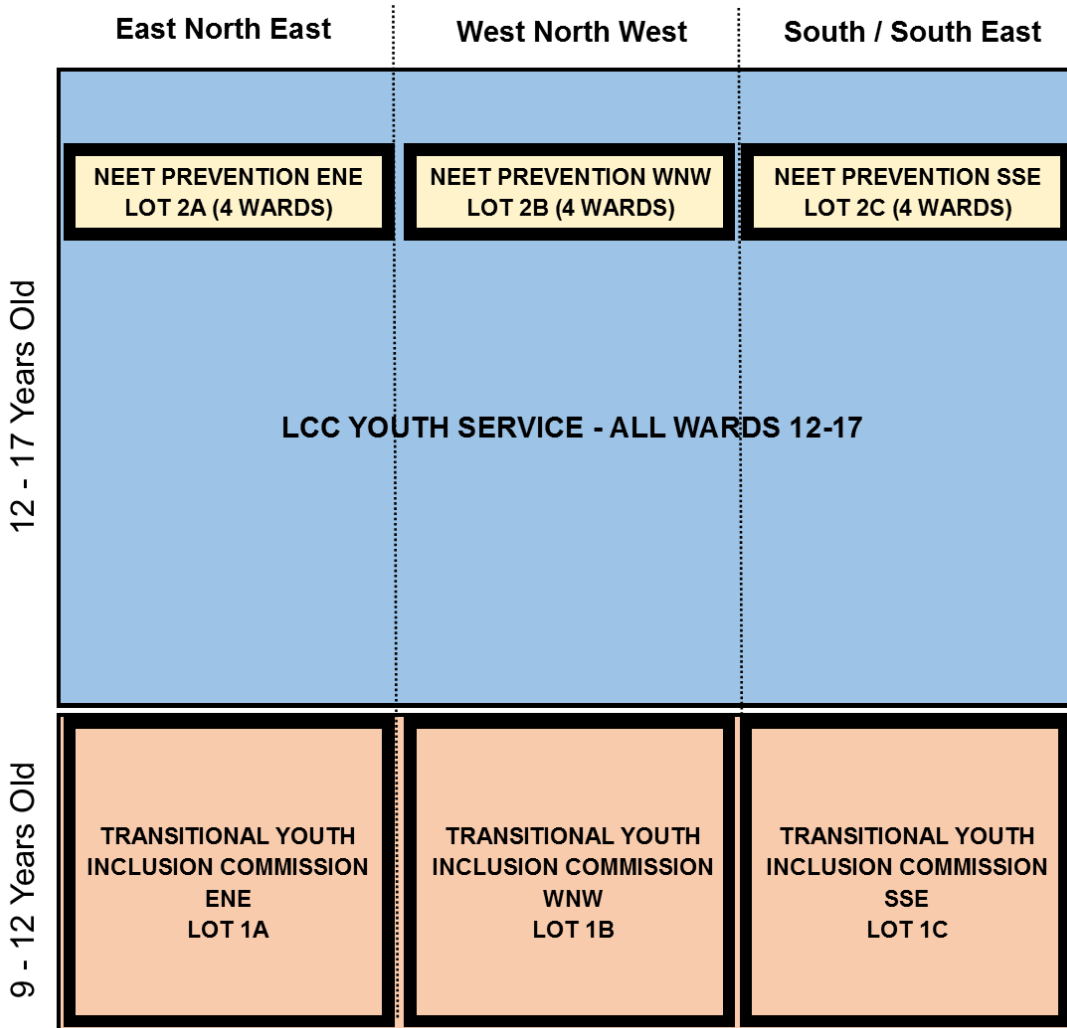 East North East
West North West
South / South East
NEET PREVENTION ENE
LOT 2A (4 WARDS)
NEET PREVENTION WNW
LOT 2B (4 WARDS)
NEET PREVENTION SSE
LOT 2C (4 WARDS)
12 - 17 Years Old
LCC YOUTH SERVICE - ALL WARDS 12-17
9 - 12 Years Old
TRANSITIONAL YOUTH
INCLUSION COMMISSION
ENE
LOT 1A
TRANSITIONAL YOUTH
INCLUSION COMMISSION
WNW
LOT 1B
TRANSITIONAL YOUTH
INCLUSION COMMISSION
SSE
LOT 1C